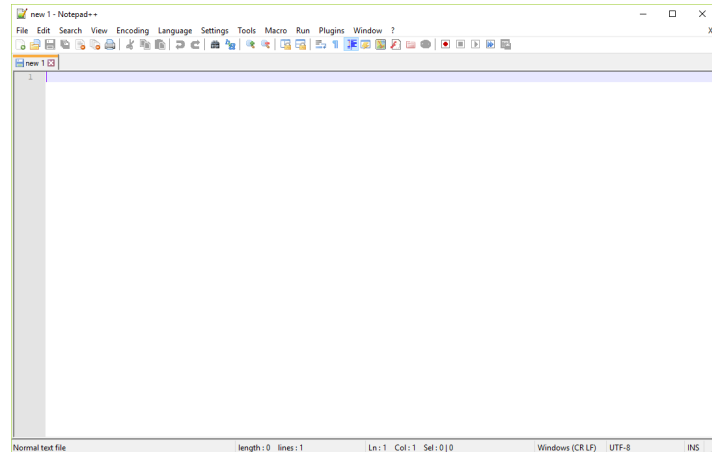 new 1 - Notepad++
File Edit Search View Encoding Language Settings Tools Macro Run Plugins Window ?
X
new 1
1
Normal text file length : 0 lines : 1 Ln : 1 Col : 1 Sel : 0 | 0 Windows (CR LF) UTF-8 INS